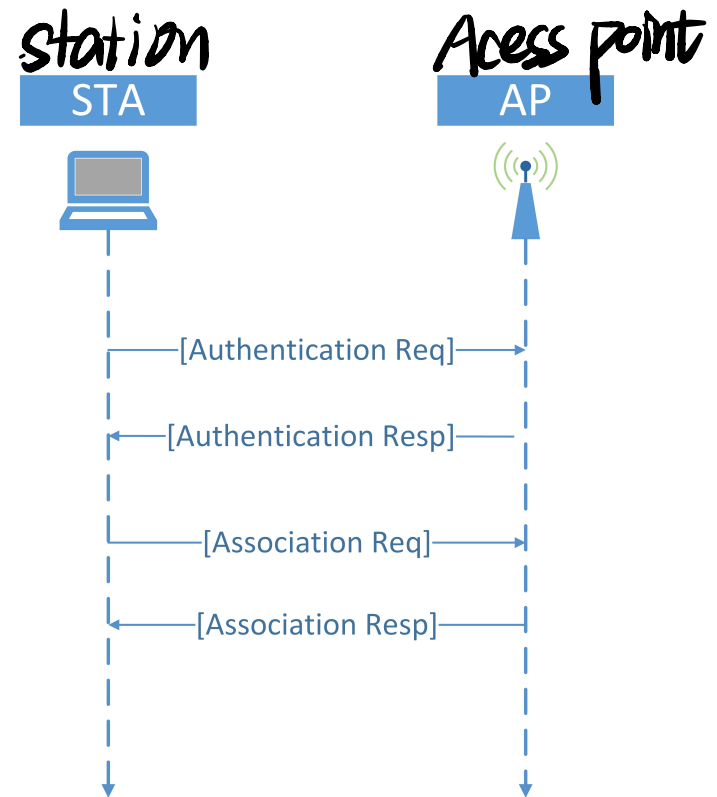 station Acess point
STA AP
[Authentication Req]
[Authentication Resp]
[Association Req]
[Association Resp]